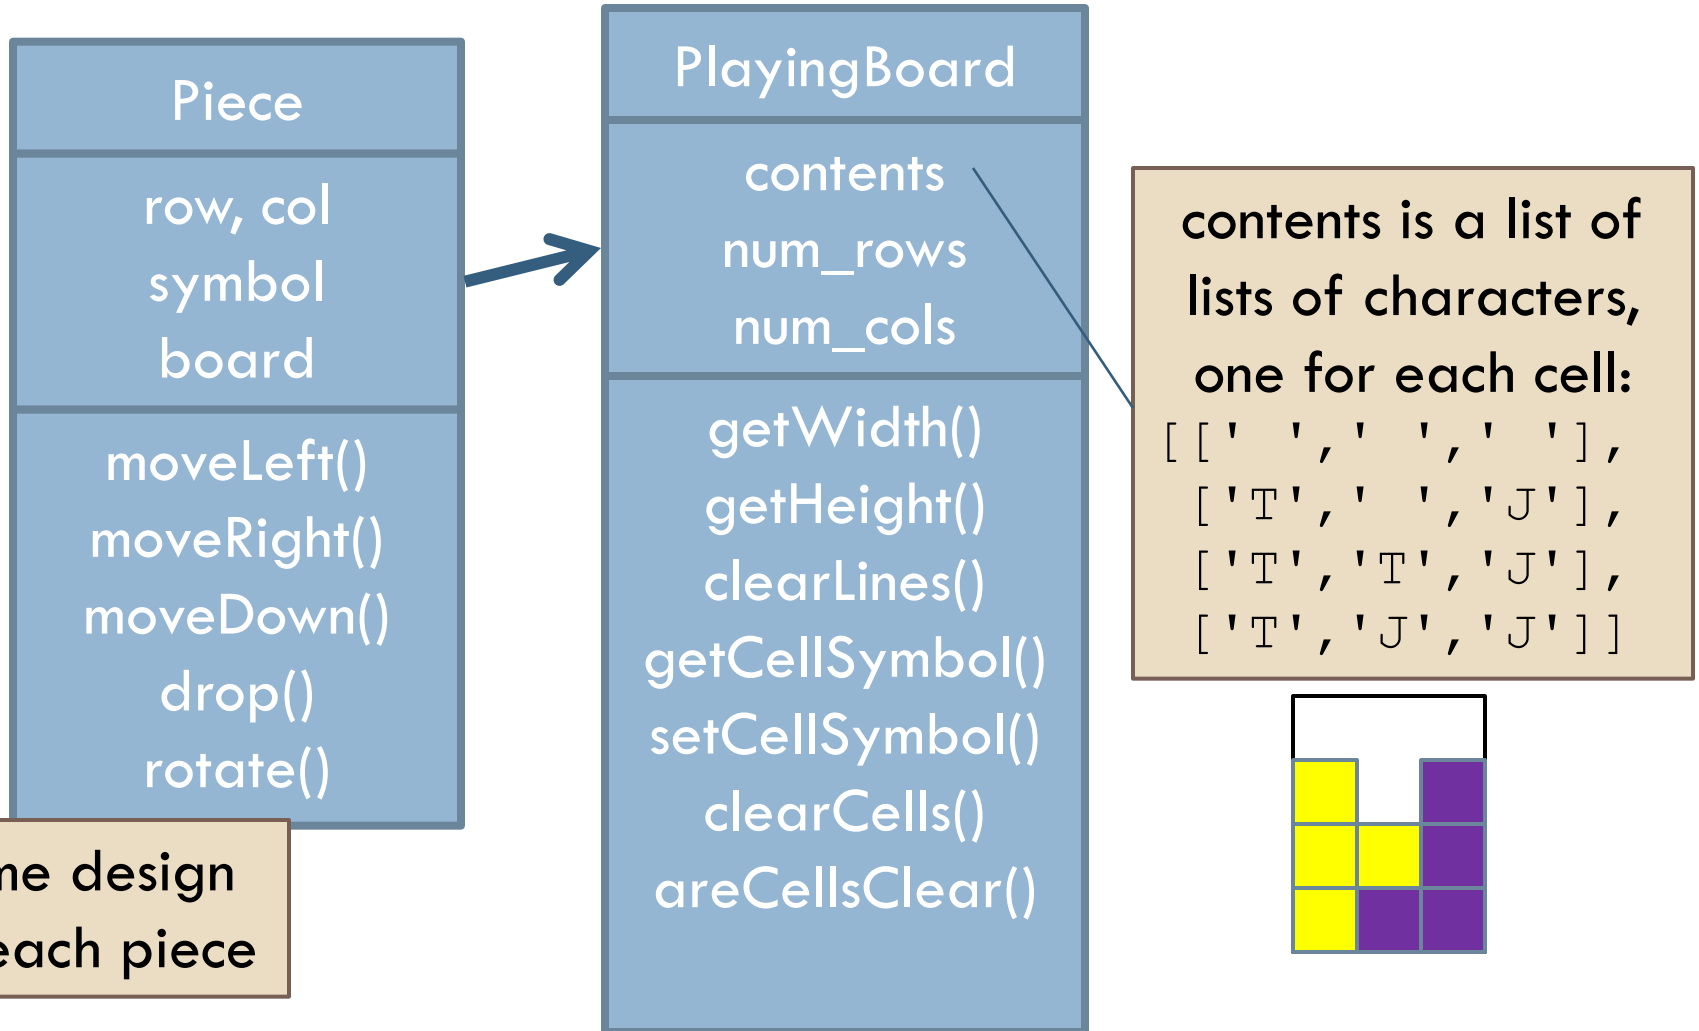 Piece
row, col
symbol
board
moveLeft()
moveRight()
moveDown()
drop()
rotate()
design
each piece
PlayingBoard
contents
num_rows
num_cols
getWidth()
getHeight()
clearLines()
getCellSymbol()
setCellSymbol()
clearCells()
areCellsClear()
contents is a list of
lists of characters,
one for each cell:
[[' ',' ',' '],
['T',' ','J'],
['T','T','J'],
['T','J','J']]